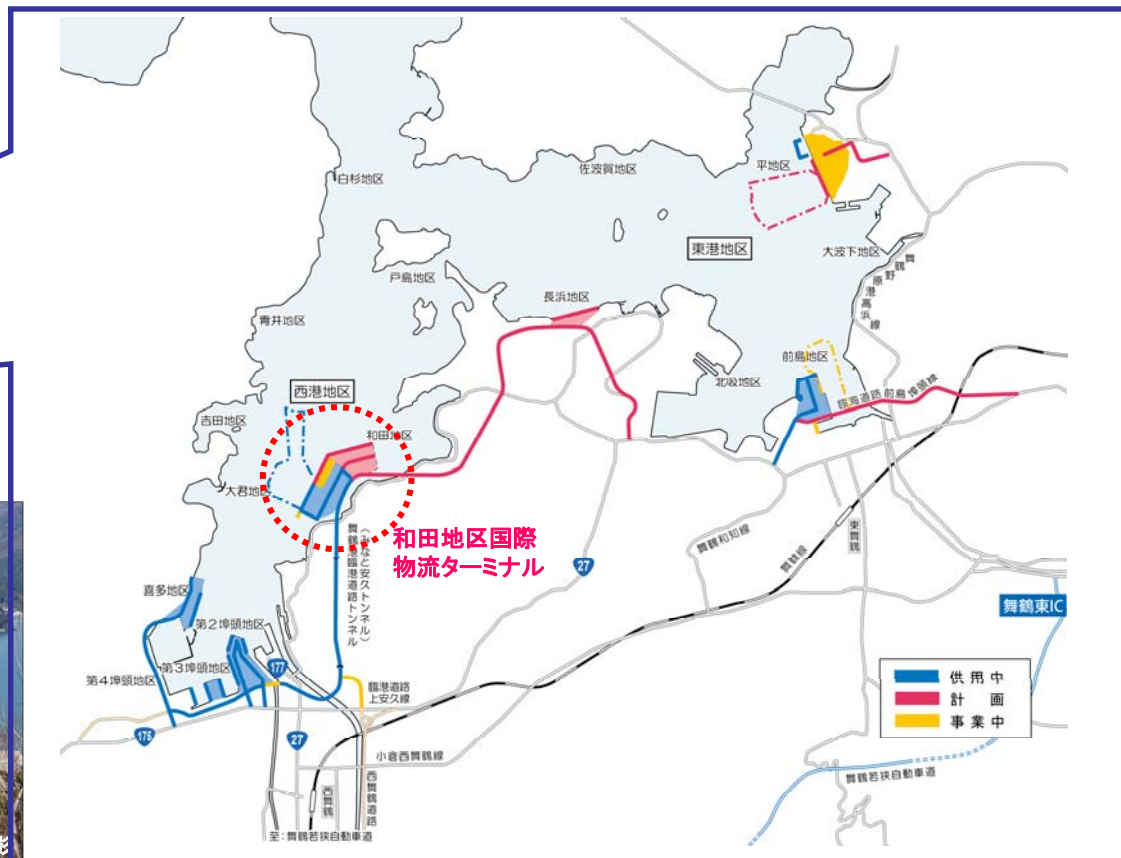 白杉地区
佐波賀地区
平地区
大波下地区
東港地区
舞鶴野原港高浜線
戸島地区
青井地区
長浜地区
前島地区
北吸地区
臨海道路前島埠頭線
西港地区
吉田地区
和田地区
大君地区
和田地区国際
物流ターミナル
舞鶴港臨港道路トンネル
(みなと安久トンネル)
27
舞鶴和知線
舞鶴線
東舞鶴
舞鶴東IC
喜多地区
第2埠頭地区
第3埠頭地区
第4埠頭地区
177
臨港道路
上安久線
175
27
小倉西舞鶴線
西舞鶴
西舞鶴道路
至:舞鶴若狭自動車道
舞鶴若狭自動車道
供用中
計画
事業中